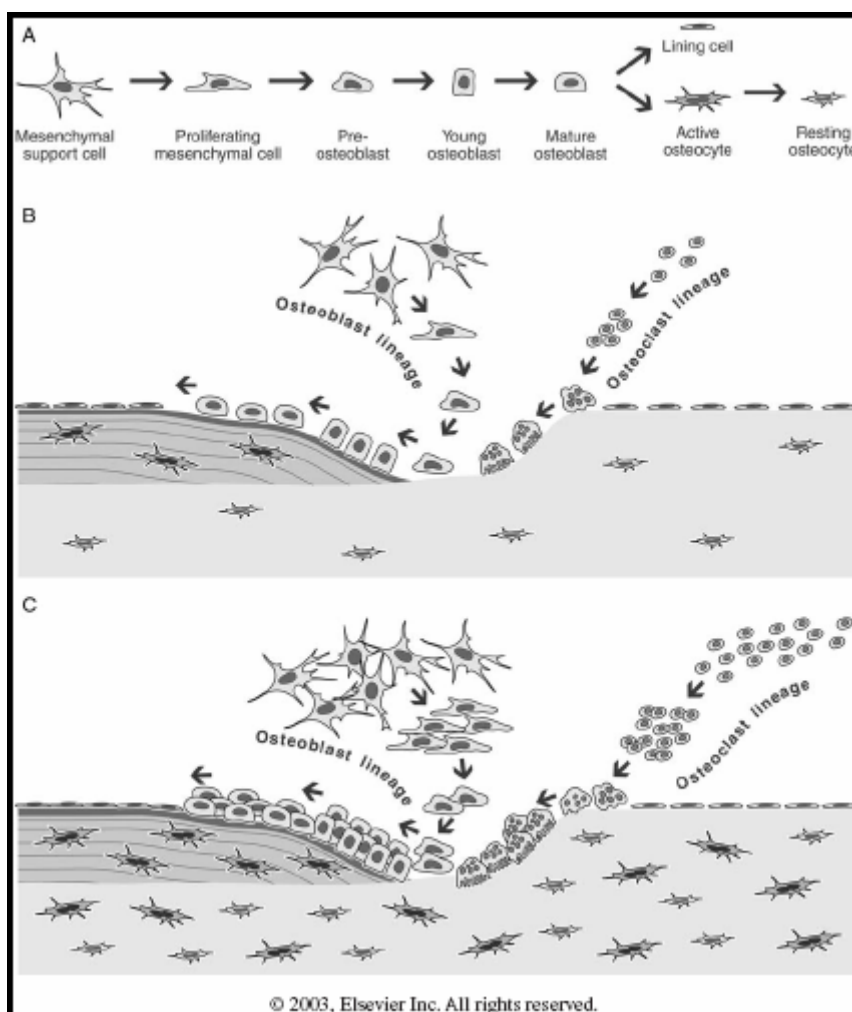 A
Lining cell
Mesenchymal
support cell
Proliferating
mesenchymal cell
Pre-
osteoblast
Young
osteoblast
Mature
osteoblast
Active
osteocyte
Resting
osteocyte
B
Osteoblast lineage
Osteoclast lineage
C
Osteoblast lineage
Osteoclast lineage
© 2003, Elsevier Inc. All rights reserved.